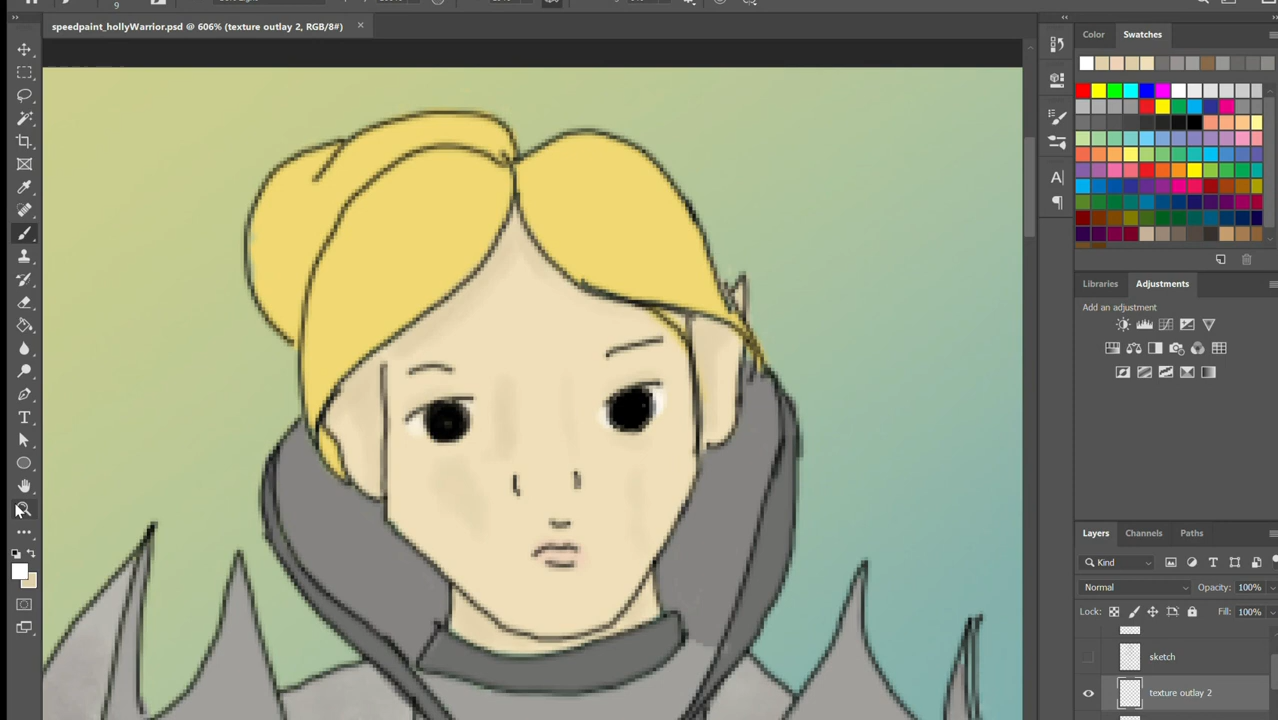 speedpaint_hollyWarrior.psd @ 606% (texture outlay 2, RGB/8#)
Color
Swatches
Libraries
Adjustments
Add an adjustment
Layers
Channels
Paths
Kind
Normal
Opacity: 100%
Lock:
Fill: 100%
sketch
texture outlay 2